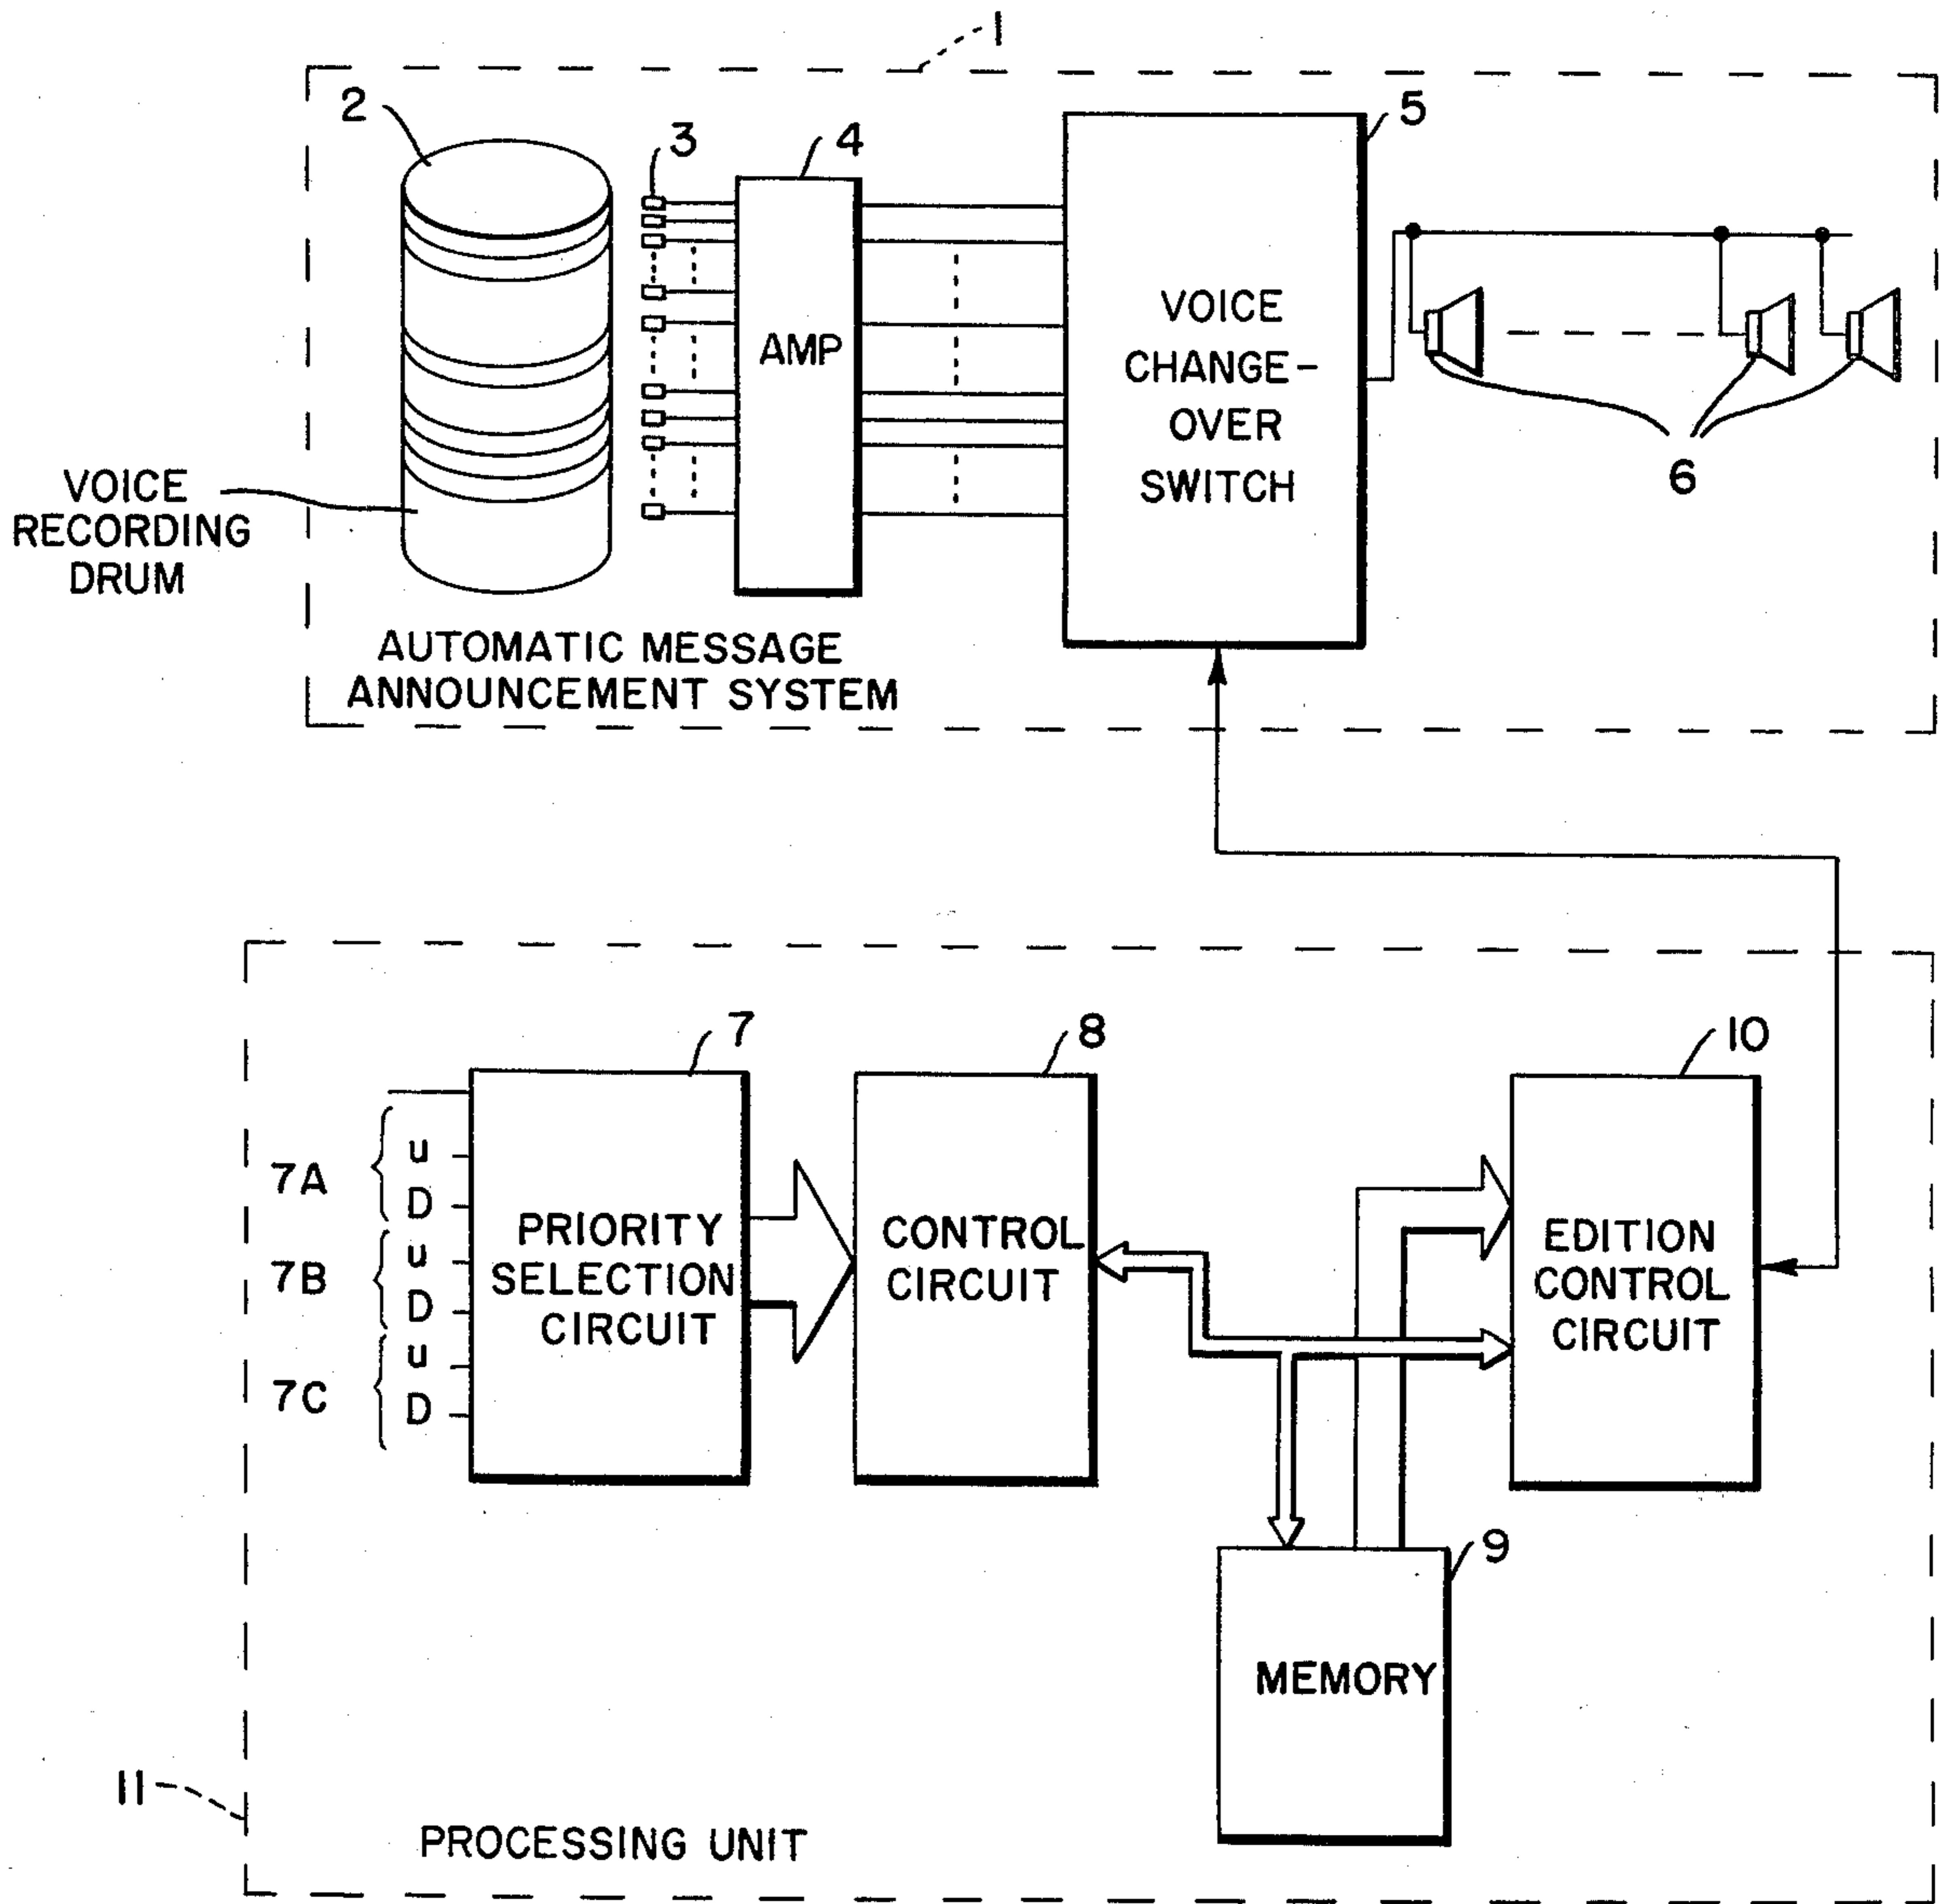 1
2
3
4
5
VOICE
CHANGE-
OVER
SWITCH
AMP
6
VOICE
RECORDING
DRUM
AUTOMATIC MESSAGE
ANNOUNCEMENT SYSTEM
7
8
10
7A
u
D
7B
u
D
7C
u
D
PRIORITY
SELECTION
CIRCUIT
CONTROL
CIRCUIT
EDITION
CONTROL
CIRCUIT
9
MEMORY
11
PROCESSING UNIT